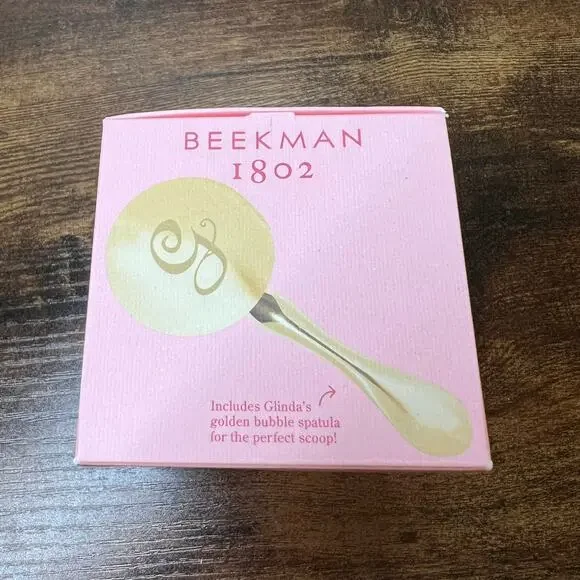 BEEKMAN
1802
G
Includes Glinda's
golden bubble spatula
for the perfect scoop!